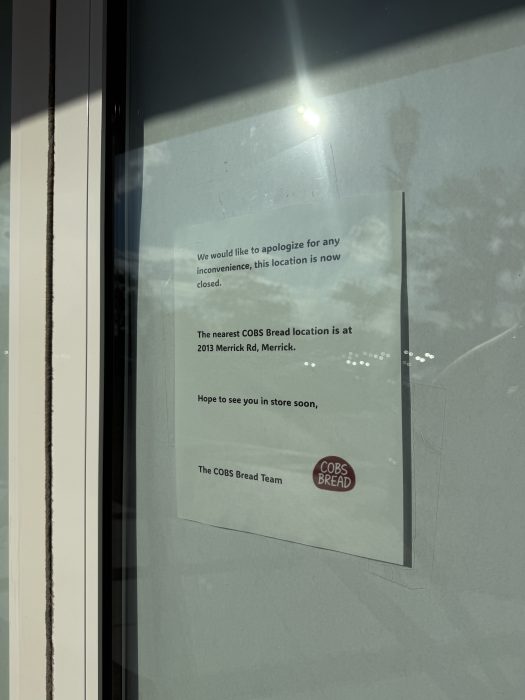 We would like to apologize for any
inconvenience, this location is now
closed.
The nearest COBS Bread location is at
2013 Merrick Rd, Merrick.
Hope to see you in store soon,
The COBS Bread Team
COBS
BREAD